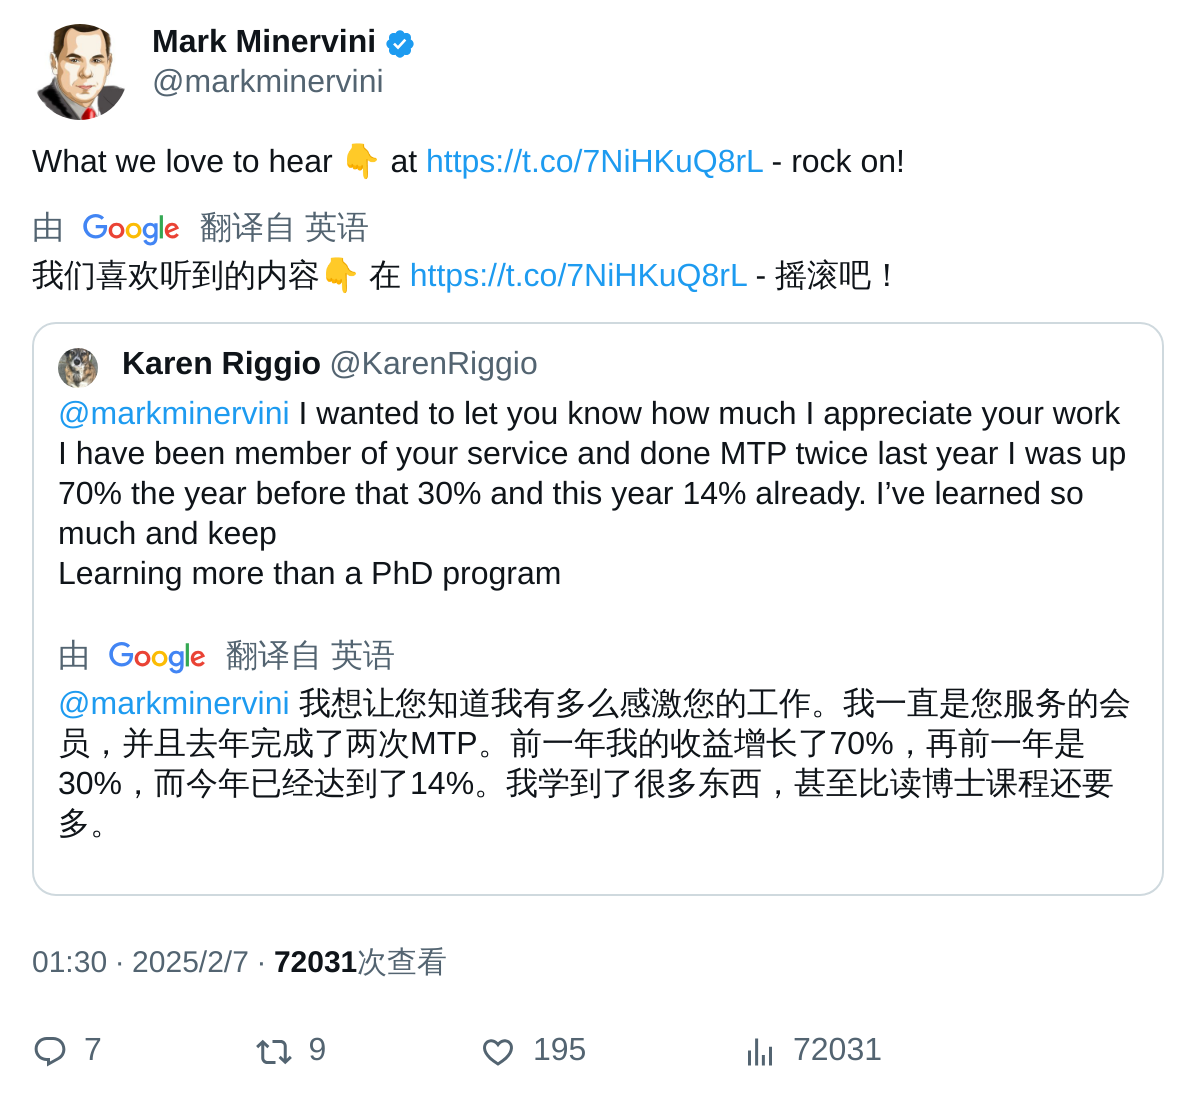 Mark Minervini
@markminervini
What we love to hear 👇 at https://t.co/7NiHKuQ8rL - rock on!
由 Google 翻译自 英语
我们喜欢听到的内容👇 在 https://t.co/7NiHKuQ8rL - 摇滚吧！
Karen Riggio @KarenRiggio
@markminervini I wanted to let you know how much I appreciate your work
I have been member of your service and done MTP twice last year I was up
70% the year before that 30% and this year 14% already. I’ve learned so
much and keep
Learning more than a PhD program
由 Google 翻译自 英语
@markminervini 我想让您知道我有多么感激您的工作。我一直是您服务的会
员，并且去年完成了两次MTP。前一年我的收益增长了70%，再前一年是
30%，而今年已经达到了14%。我学到了很多东西，甚至比读博士课程还要
多。
01:30 · 2025/2/7 · 72031次查看
7 9 195 72031